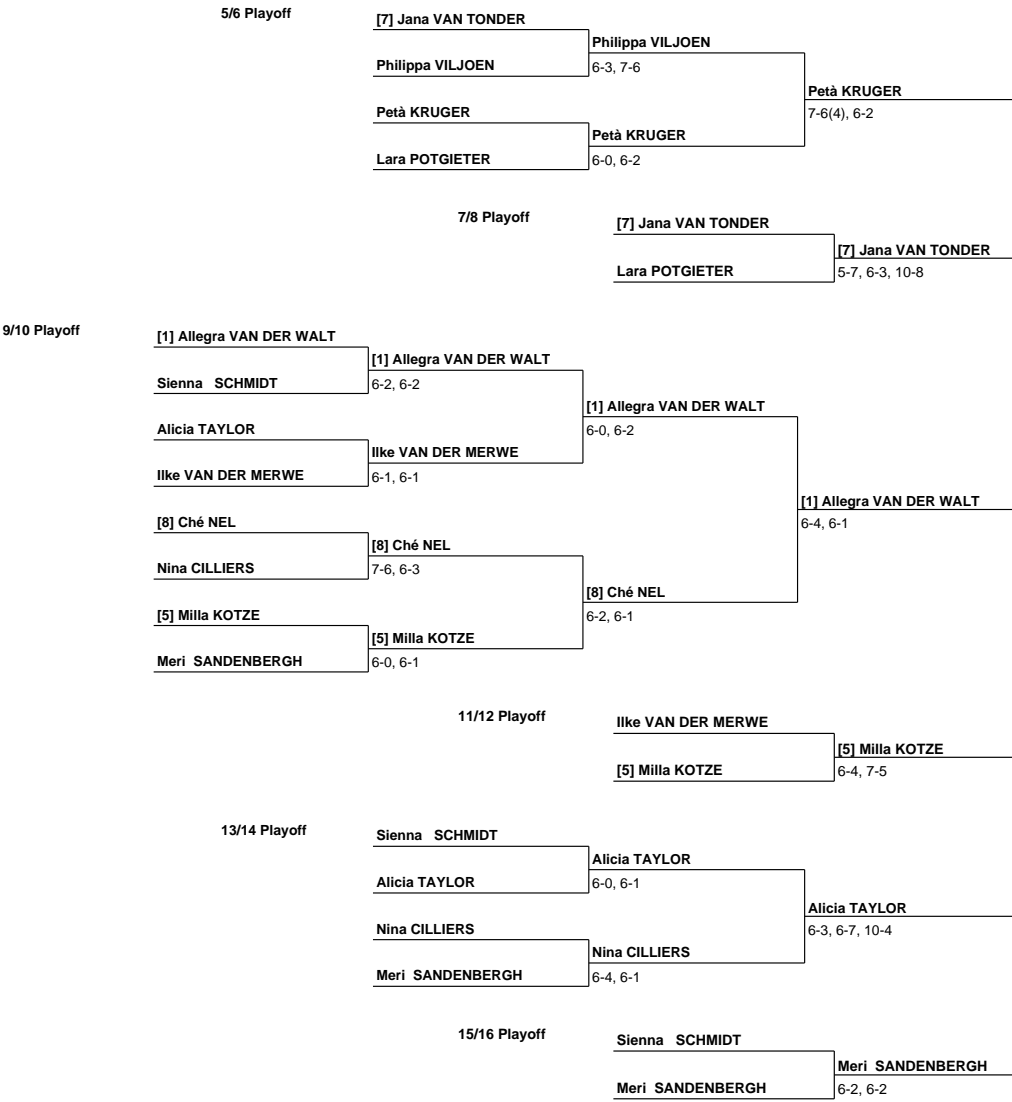 5/6 Playoff
[7] Jana VAN TONDER
Philippa VILJOEN
Philippa VILJOEN
6-3, 7-6
Petà KRUGER
7-6(4), 6-2
Petà KRUGER
Petà KRUGER
Lara POTGIETER
6-0, 6-2
7/8 Playoff
[7] Jana VAN TONDER
[7] Jana VAN TONDER
Lara POTGIETER
5-7, 6-3, 10-8
9/10 Playoff
[1] Allegra VAN DER WALT
[1] Allegra VAN DER WALT
Sienna SCHMIDT
6-2, 6-2
[1] Allegra VAN DER WALT
Alicia TAYLOR
6-0, 6-2
Ilke VAN DER MERWE
Ilke VAN DER MERWE
6-1, 6-1
[1] Allegra VAN DER WALT
[8] Ché NEL
6-4, 6-1
[8] Ché NEL
Nina CILLIERS
7-6, 6-3
[8] Ché NEL
[5] Milla KOTZE
6-2, 6-1
[5] Milla KOTZE
Meri SANDENBERGH
6-0, 6-1
11/12 Playoff
Ilke VAN DER MERWE
[5] Milla KOTZE
[5] Milla KOTZE
6-4, 7-5
13/14 Playoff
Sienna SCHMIDT
Alicia TAYLOR
Alicia TAYLOR
6-0, 6-1
Alicia TAYLOR
Nina CILLIERS
6-3, 6-7, 10-4
Nina CILLIERS
Meri SANDENBERGH
6-4, 6-1
15/16 Playoff
Sienna SCHMIDT
Meri SANDENBERGH
Meri SANDENBERGH
6-2, 6-2